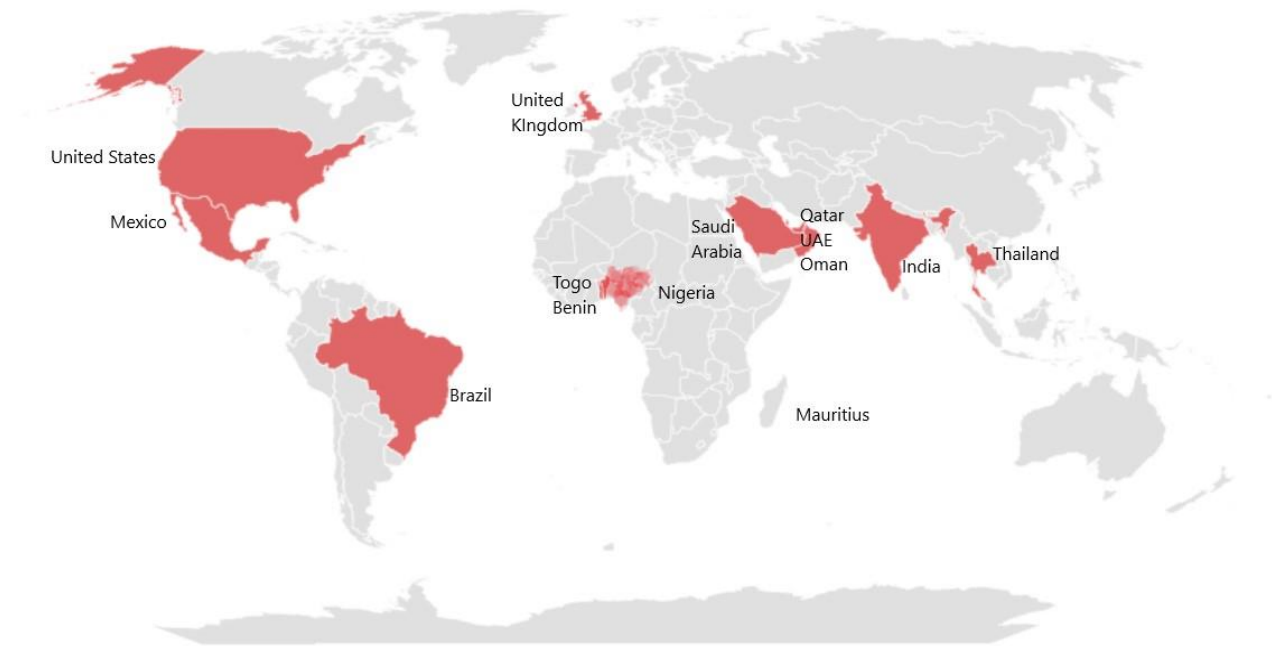 United
KIngdom
United States
Mexico
Saudi
Arabia
Qatar
UAE
Oman
India
Thailand
Togo
Benin
Nigeria
Brazil
Mauritius